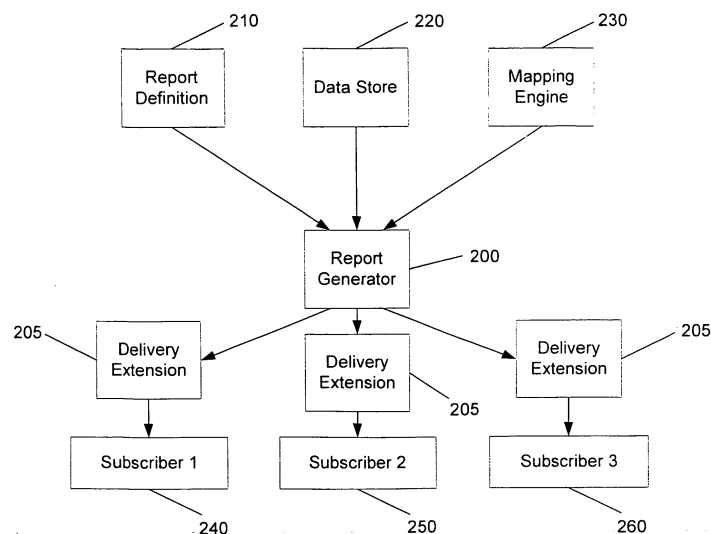 210
220
230
Report
Definition
Data Store
Mapping
Engine
Report
Generator
200
205
Delivery
Extension
Delivery
Extension
205
Delivery
Extension
205
Subscriber 1
Subscriber 2
Subscriber 3
240
250
260